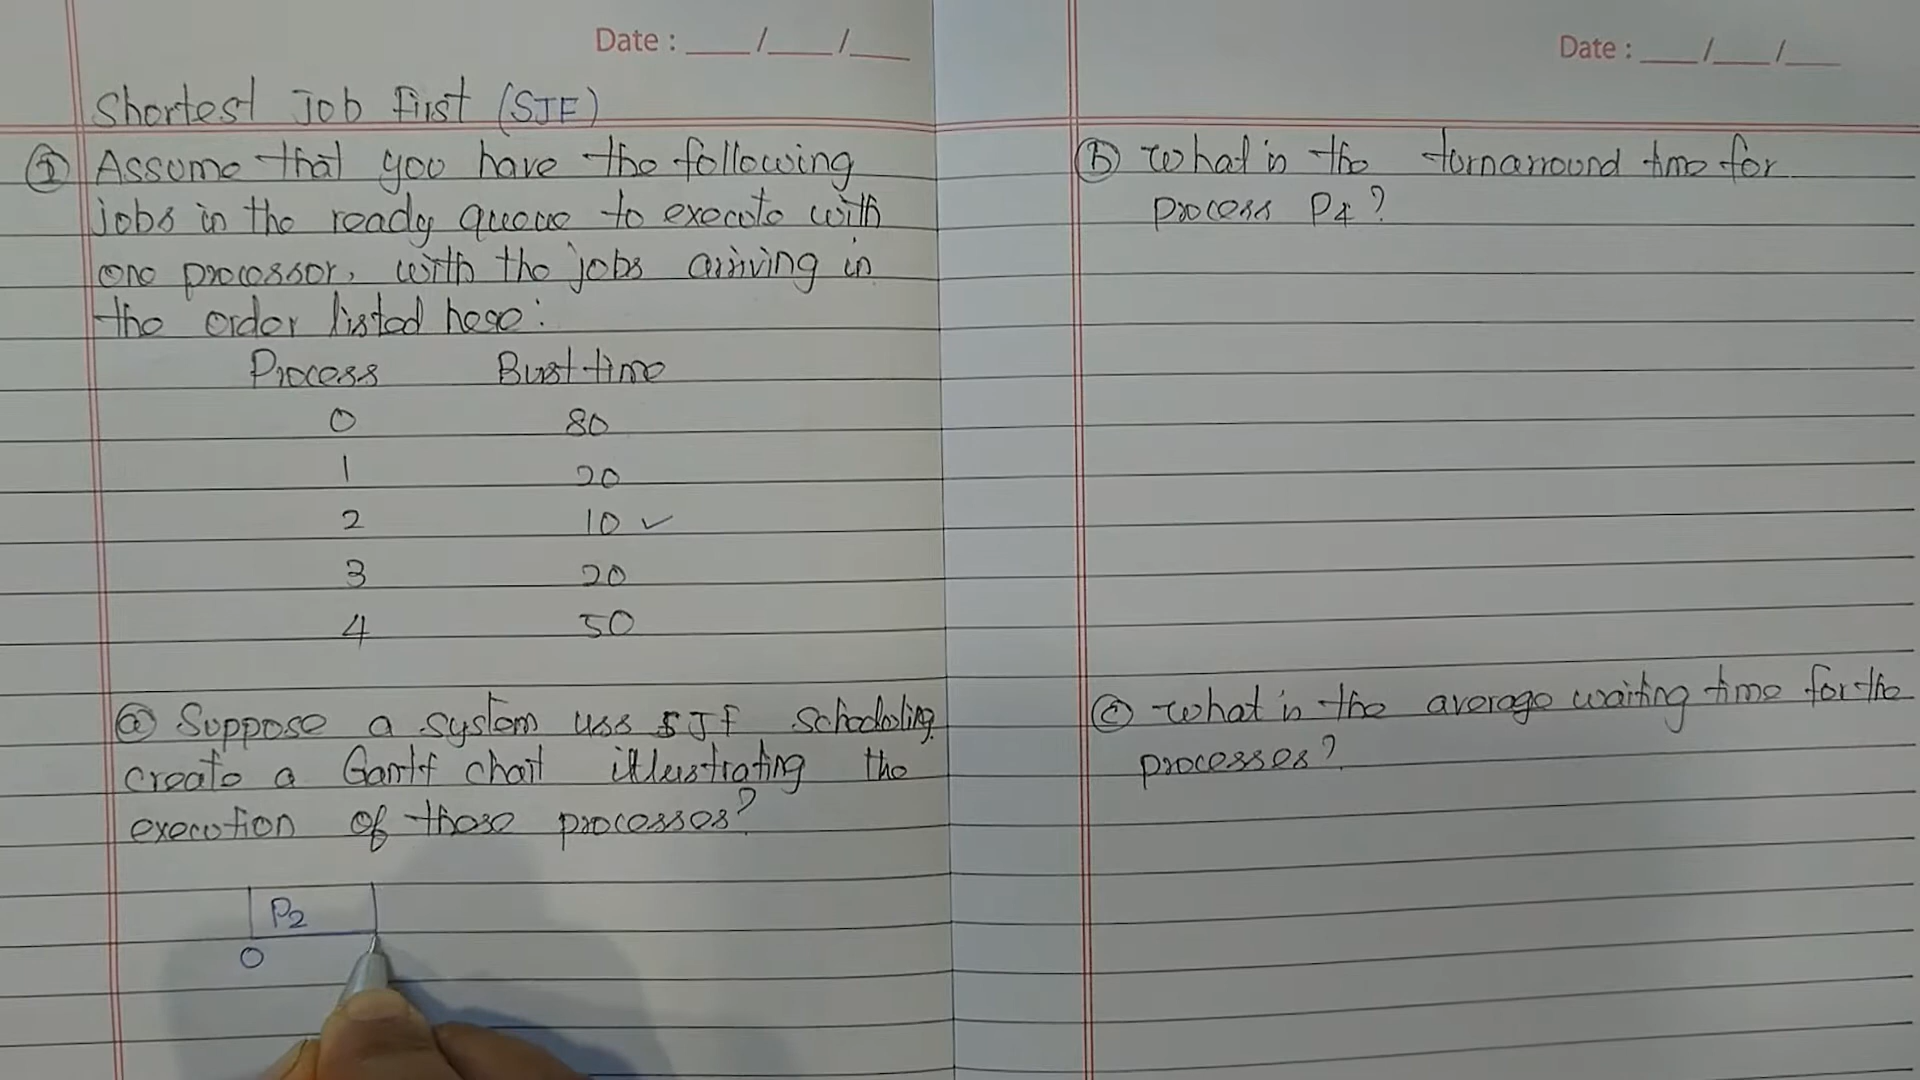 Date : ___/___/___
Shortest Job First (SJF)
① Assume that you have the following
jobs in the ready queue to execute with
one processor, with the jobs arriving in
the order listed here:
Process Burst time
0 80
1 20
2 10 ✓
3 20
4 50
ⓐ Suppose a system uses SJF scheduling
create a Gantt chart illustrating the
execution of these processes?
P2
0
Date : ___/___/___
ⓑ What is the turnarround time for
process P4?
ⓒ What is the average waiting time for the
processes?